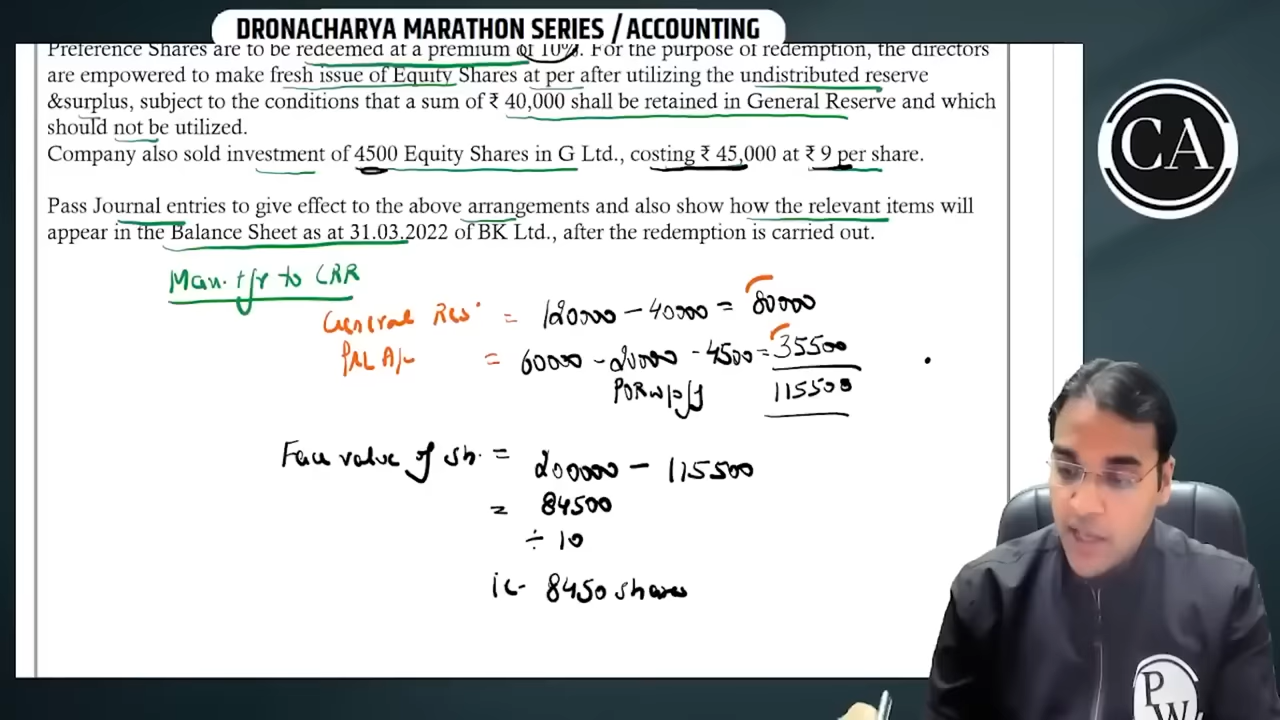 DRONACHARYA MARATHON SERIES / ACCOUNTING
Preference Shares are to be redeemed at a premium of 10%. For the purpose of redemption, the directors
are empowered to make fresh issue of Equity Shares at par after utilizing the undistributed reserve
&surplus, subject to the conditions that a sum of ₹ 40,000 shall be retained in General Reserve and which
should not be utilized.
Company also sold investment of 4500 Equity Shares in G Ltd., costing ₹ 45,000 at ₹ 9 per share.
Pass Journal entries to give effect to the above arrangements and also show how the relevant items will
appear in the Balance Sheet as at 31.03.2022 of BK Ltd., after the redemption is carried out.
Max. t/r to CRR
General Res. = 120000 - 40000 = 80000
P&L A/c = 60000 - 20000 - 4500 = 35500
PORw/o/f 115500
Face value of sh. = 200000 - 115500
= 84500
÷ 10
ie 8450 shares
CA
PW